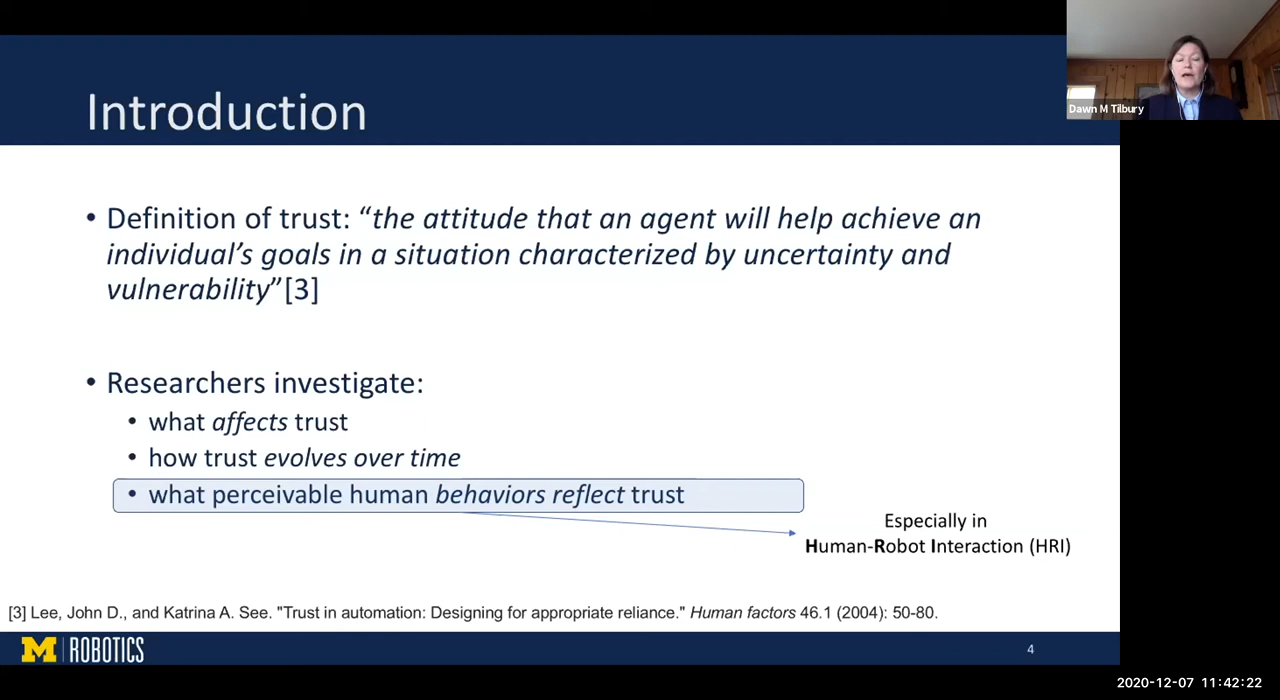 Introduction
Dawn M Tilbury
• Definition of trust: “the attitude that an agent will help achieve an
individual’s goals in a situation characterized by uncertainty and
vulnerability”[3]
• Researchers investigate:
• what affects trust
• how trust evolves over time
• what perceivable human behaviors reflect trust
Especially in
Human-Robot Interaction (HRI)
[3] Lee, John D., and Katrina A. See. "Trust in automation: Designing for appropriate reliance." Human factors 46.1 (2004): 50-80.
M ROBOTICS
4
2020-12-07 11:42:22